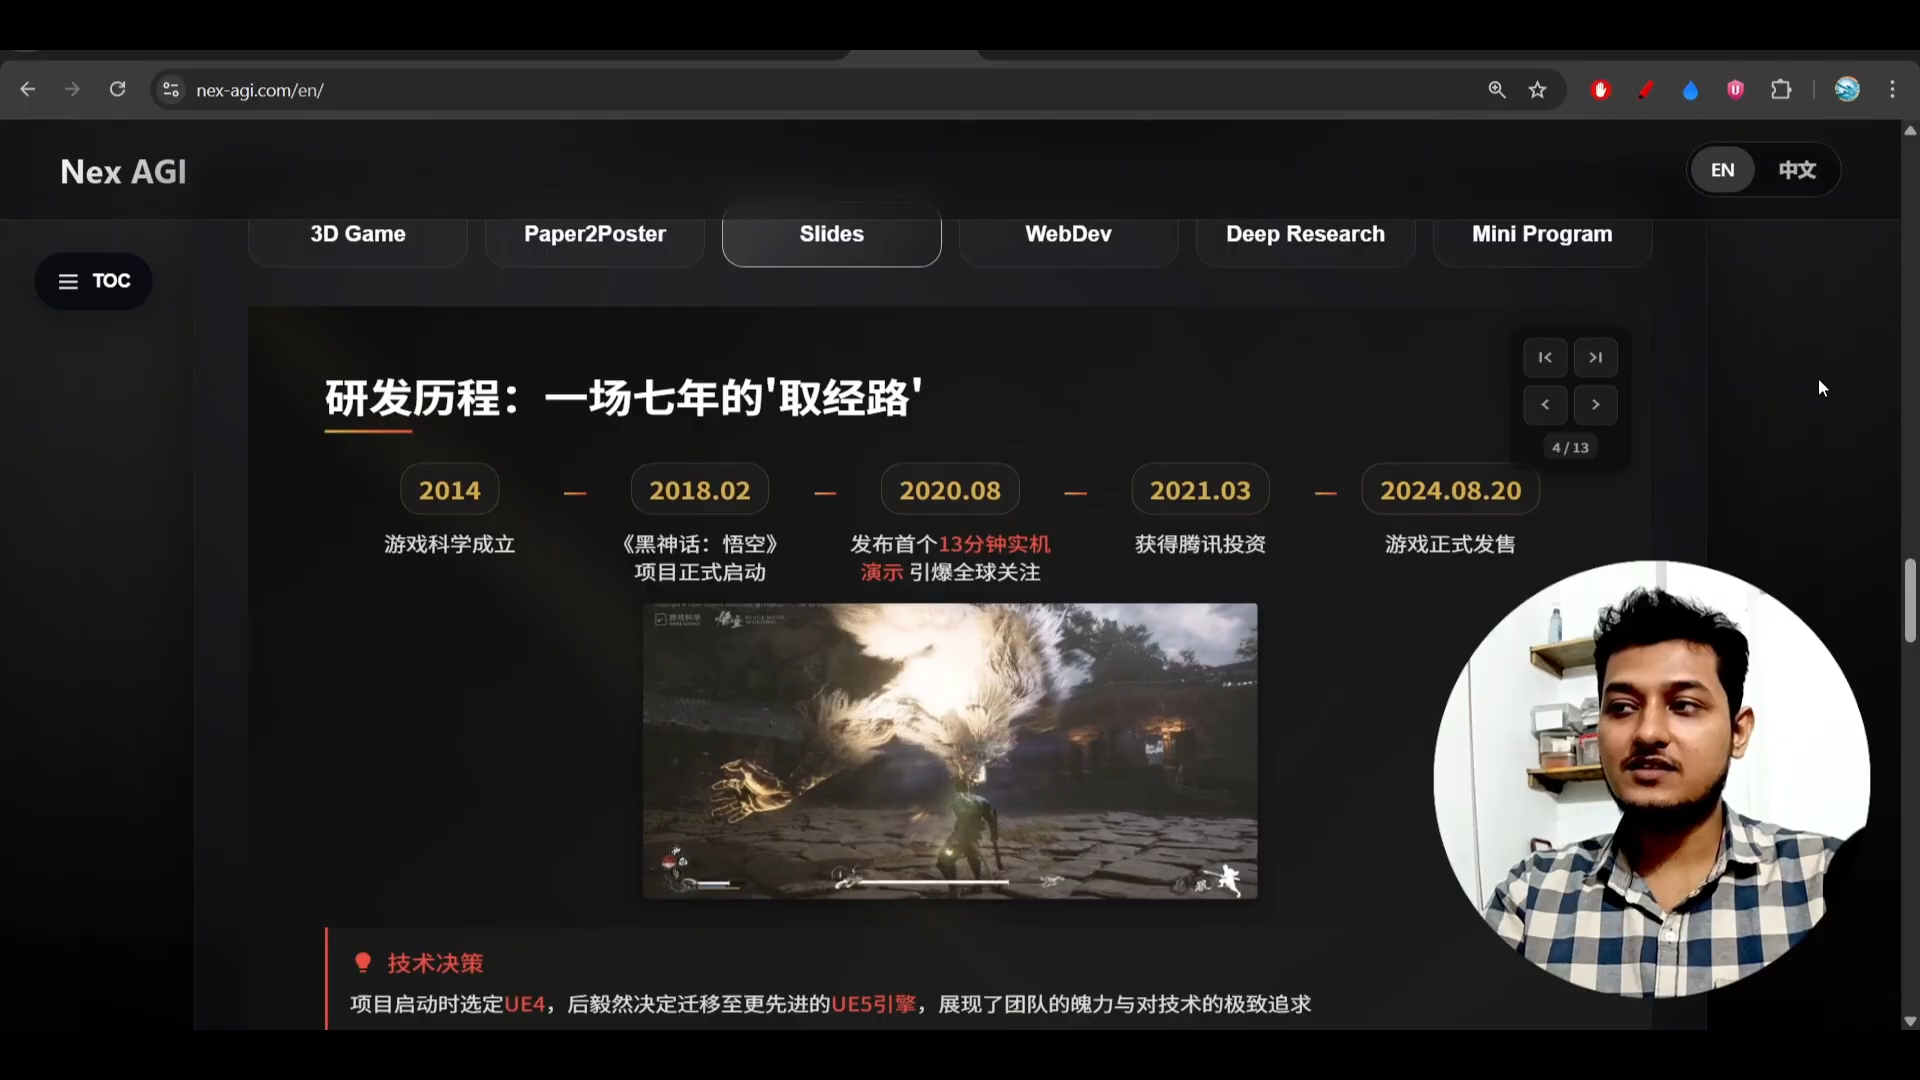 nex-agi.com/en/
Nex AGI
EN
中文
3D Game
Paper2Poster
Slides
WebDev
Deep Research
Mini Program
TOC
研发历程：一场七年的'取经路'
4 / 13
2014
2018.02
2020.08
2021.03
2024.08.20
游戏科学成立
《黑神话：悟空》
项目正式启动
发布首个13分钟实机
演示 引爆全球关注
获得腾讯投资
游戏正式发售
游戏科学
技术决策
项目启动时选定UE4，后毅然决定迁移至更先进的UE5引擎，展现了团队的魄力与对技术的极致追求